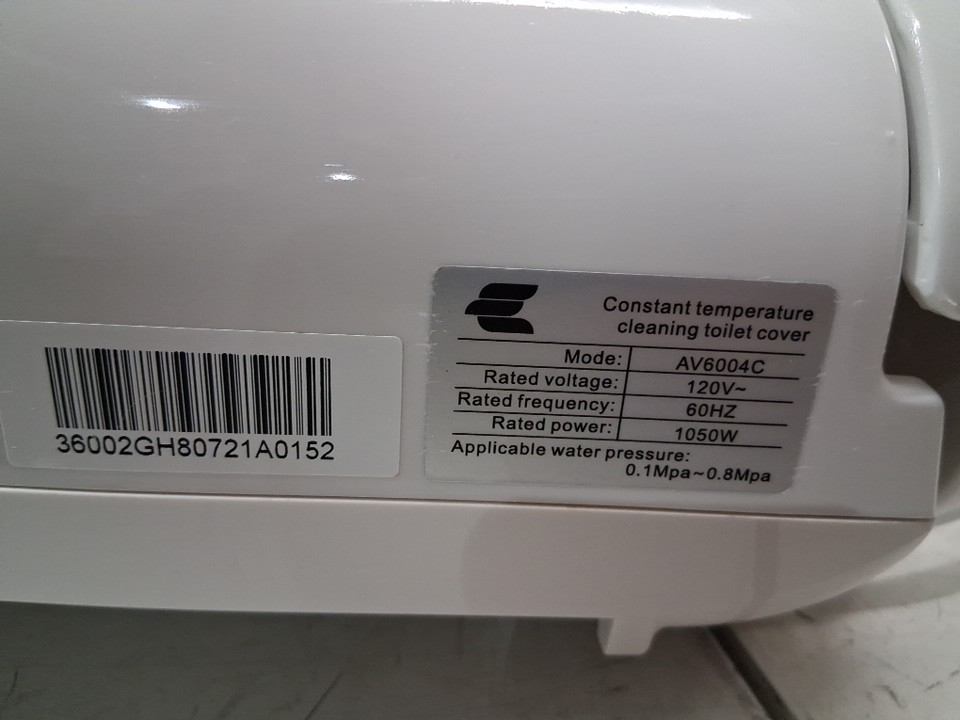 36002GH80721A0152
Constant temperature
cleaning toilet cover
Mode: AV6004C
Rated voltage: 120V~
Rated frequency: 60HZ
Rated power: 1050W
Applicable water pressure:
0.1Mpa~0.8Mpa